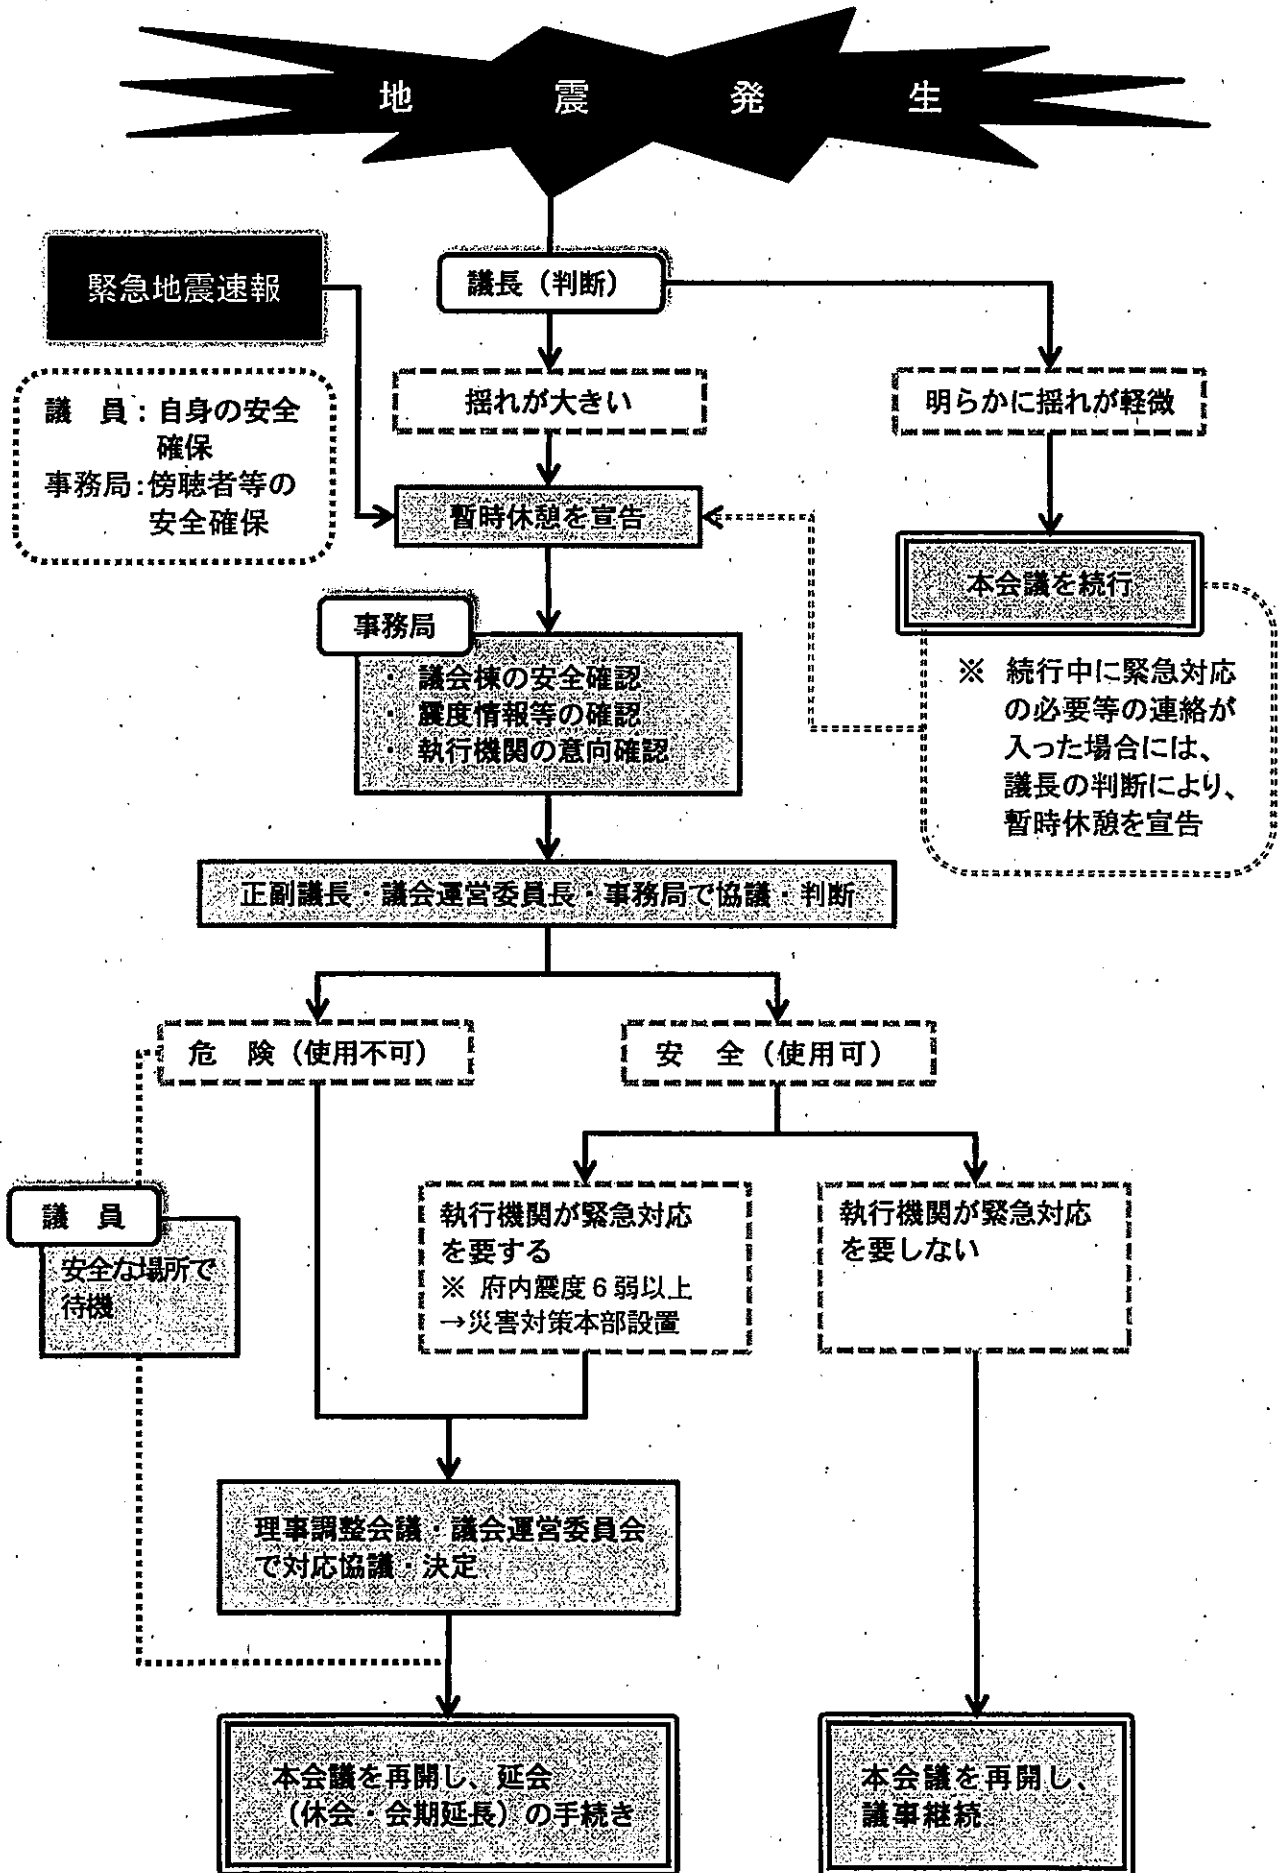 地　震　発　生
緊急地震速報
議長（判断）
議　員：自身の安全
確保
事務局：傍聴者等の
安全確保
揺れが大きい
明らかに揺れが軽微
暫時休憩を宣告
本会議を続行
※　続行中に緊急対応
の必要等の連絡が
入った場合には、
議長の判断により、
暫時休憩を宣告
事務局
・　議会棟の安全確認
・　震度情報等の確認
・　執行機関の意向確認
正副議長・議会運営委員長・事務局で協議・判断
危　険（使用不可）
安　全（使用可）
議　員
安全な場所で
待機
執行機関が緊急対応
を要する
※ 府内震度６弱以上
→災害対策本部設置
執行機関が緊急対応
を要しない
理事調整会議・議会運営委員会
で対応協議・決定
本会議を再開し、延会
（休会・会期延長）の手続き
本会議を再開し、
議事継続